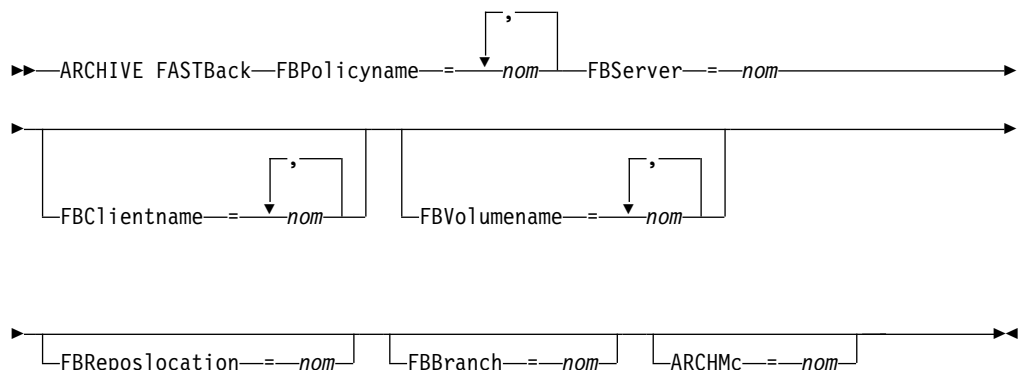 ,
ARCHIVE FASTBack FBPolicyname = nom FBServer = nom
, ,
FBClientname = nom FBVolumename = nom
FBReposlocation = nom FBBranch = nom ARCHMc = nom